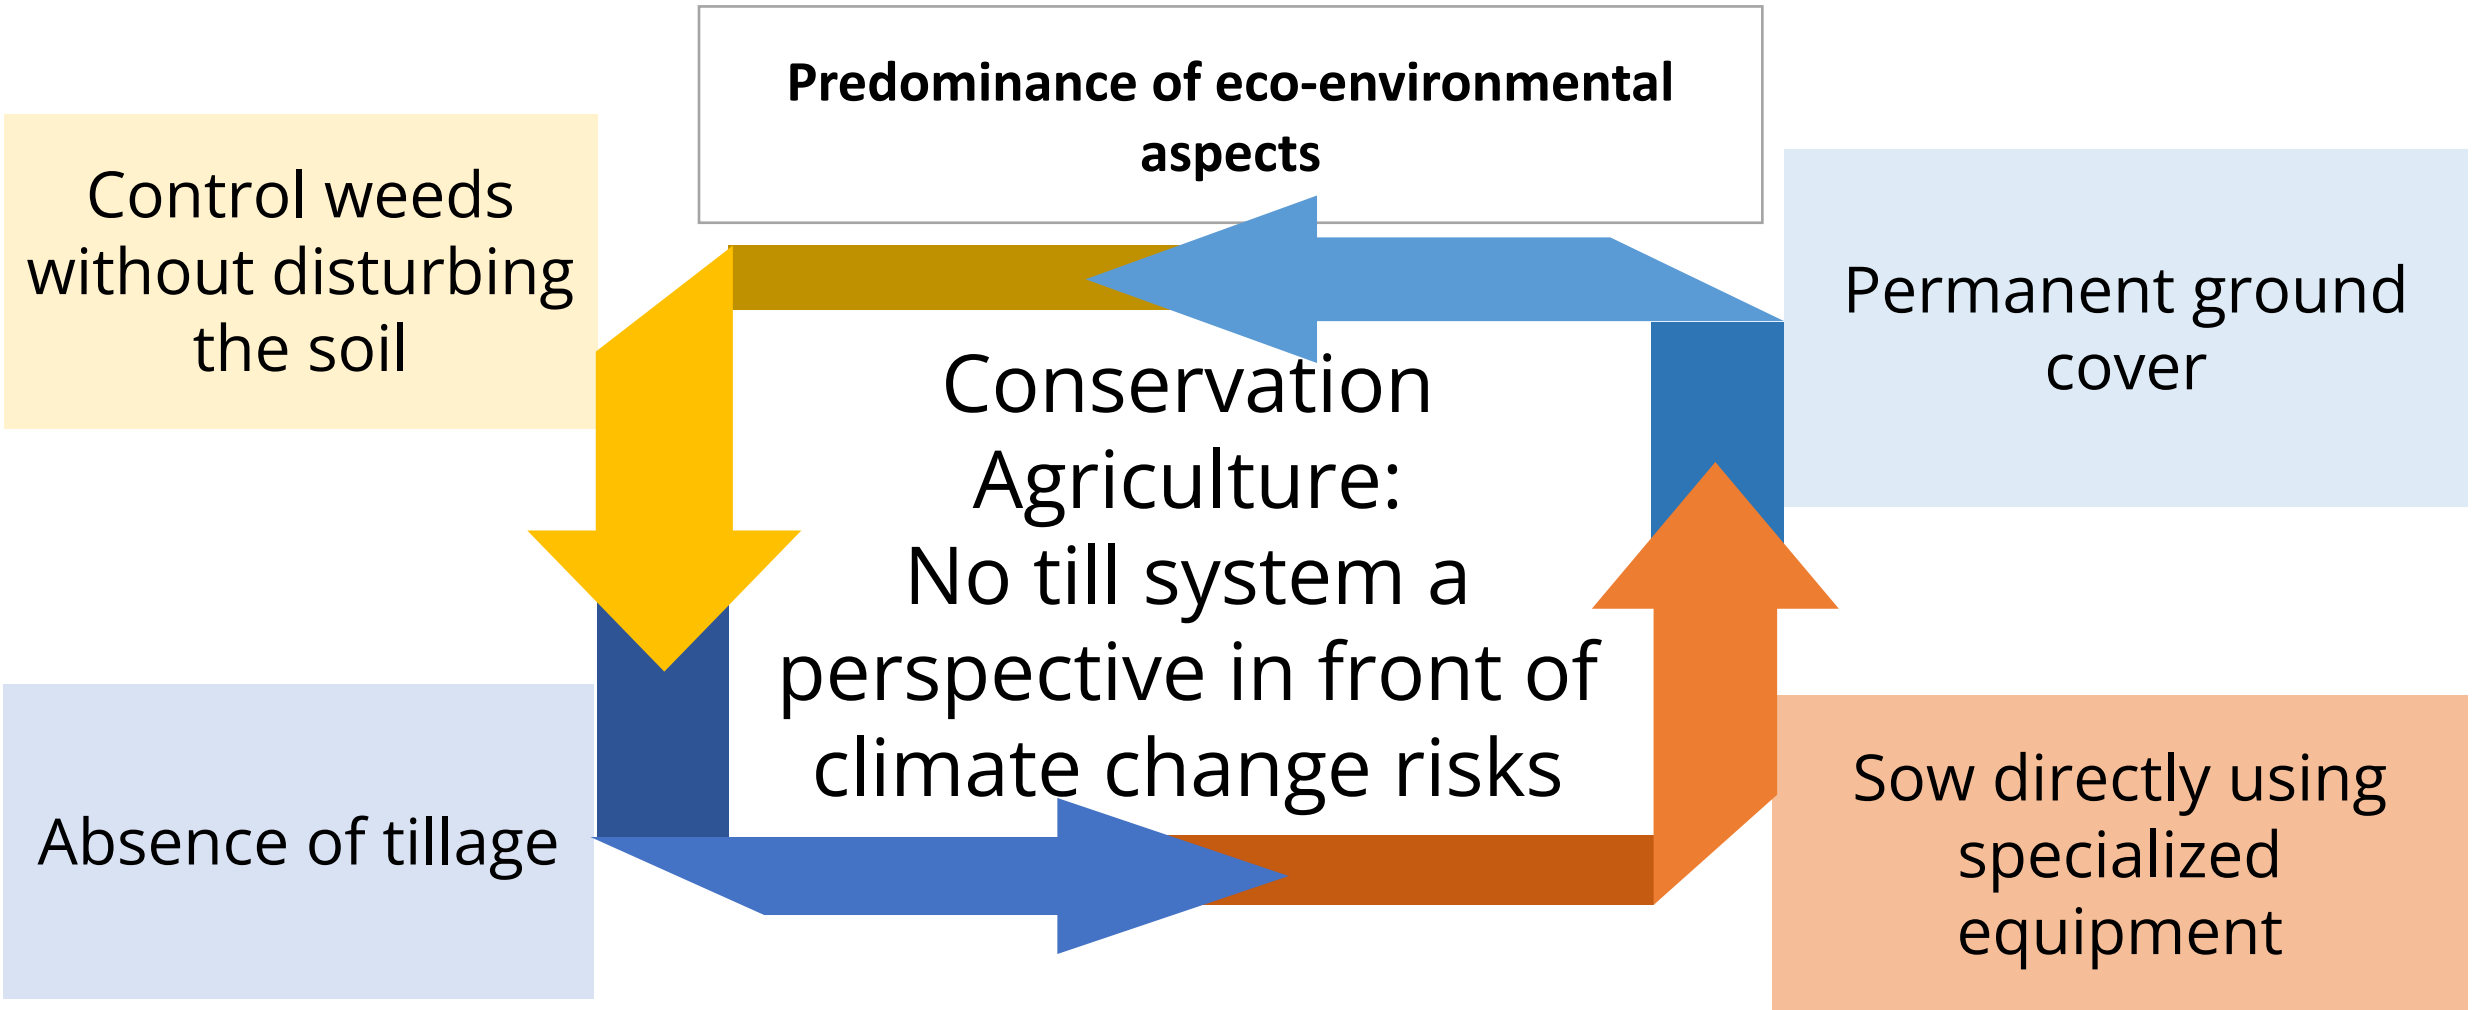 Predominance of eco-environmental
aspects
Control weeds
without disturbing
the soil
Permanent ground
cover
Conservation
Agriculture:
No till system a
perspective in front of
climate change risks
Absence of tillage
Sow directly using
specialized
equipment